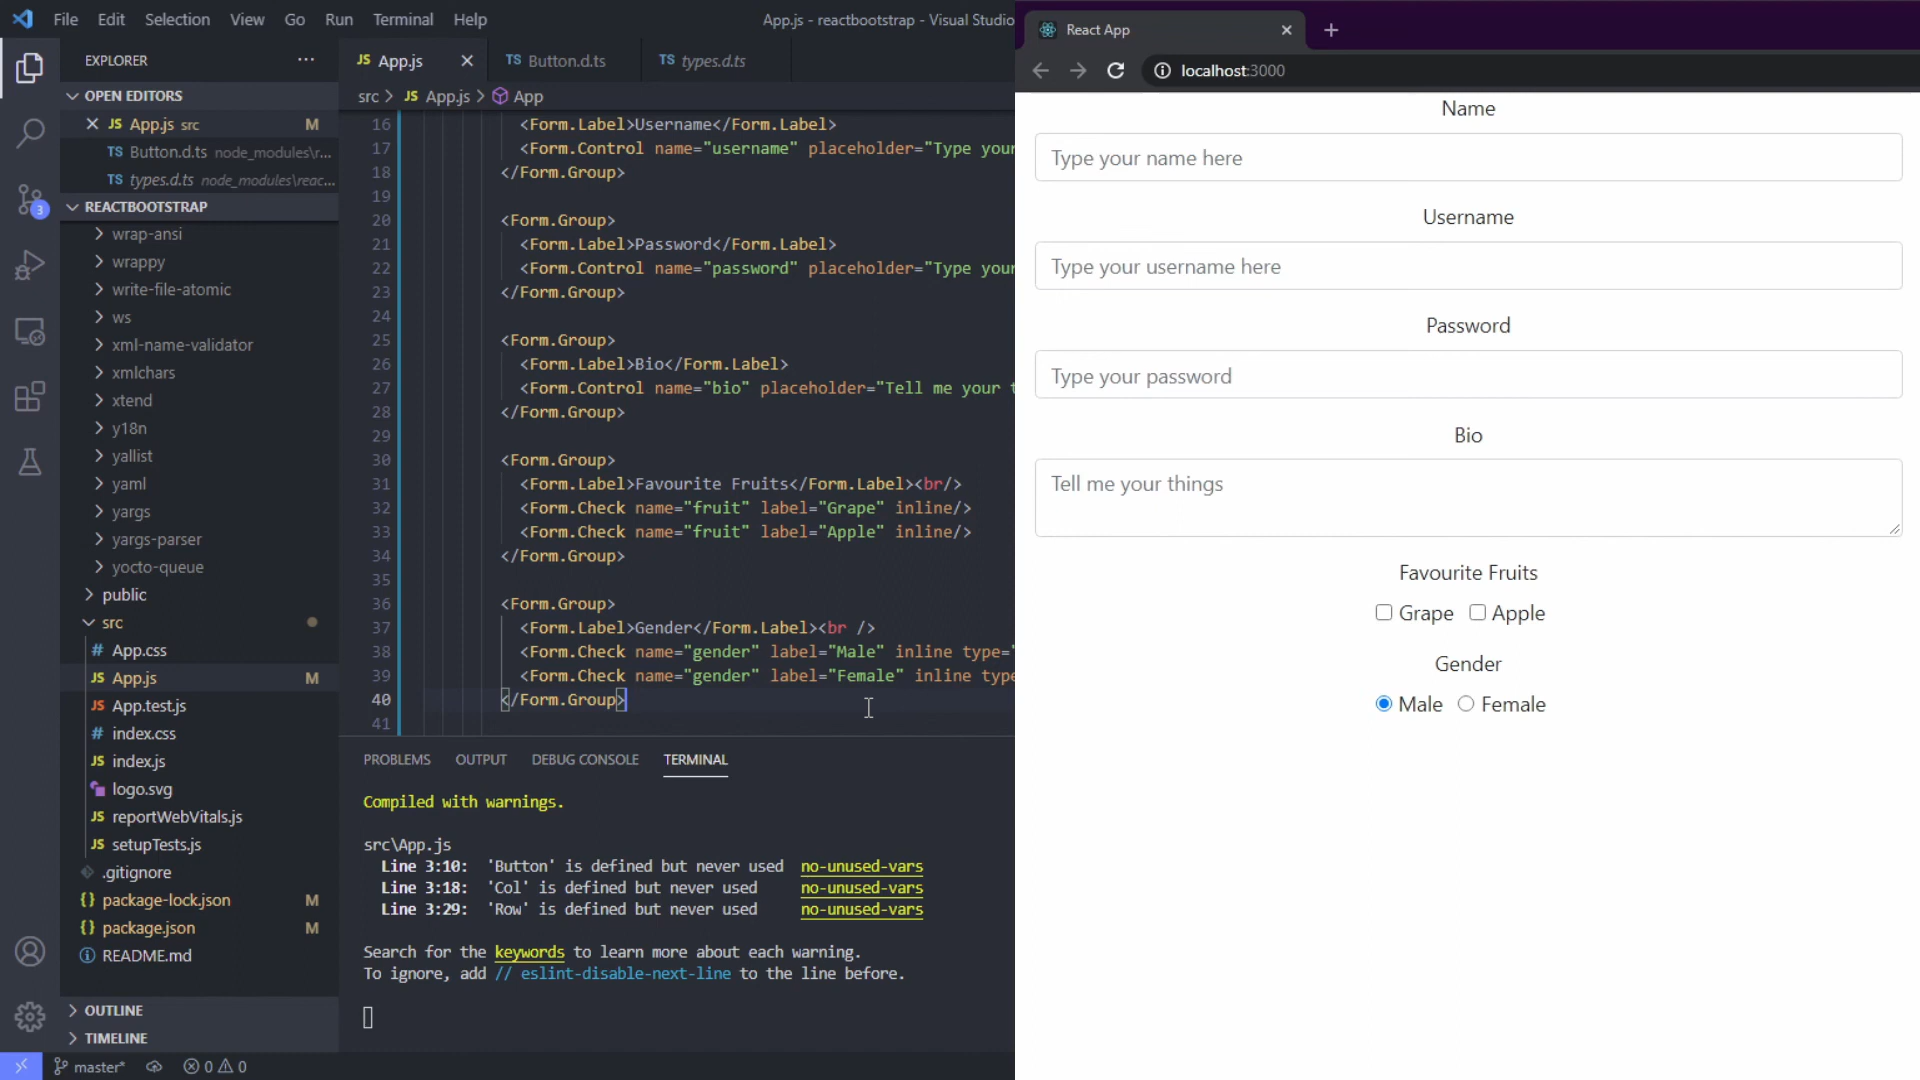 File Edit Selection View Go Run Terminal Help
App.js - reactbootstrap - Visual Studio
EXPLORER
OPEN EDITORS
JS App.js src M
TS Button.d.ts node_modules\r...
TS types.d.ts node_modules\reac...
REACTBOOTSTRAP
wrap-ansi
wrappy
write-file-atomic
ws
xml-name-validator
xmlchars
xtend
y18n
yallist
yaml
yargs
yargs-parser
yocto-queue
public
src
# App.css
JS App.js M
JS App.test.js
# index.css
JS index.js
logo.svg
JS reportWebVitals.js
JS setupTests.js
.gitignore
{} package-lock.json M
{} package.json M
README.md
OUTLINE
TIMELINE
3
master* 0 0
JS App.js TS Button.d.ts TS types.d.ts
src > JS App.js > App
16 <Form.Label>Username</Form.Label>
17 <Form.Control name="username" placeholder="Type your
18 </Form.Group>
19
20 <Form.Group>
21 <Form.Label>Password</Form.Label>
22 <Form.Control name="password" placeholder="Type your
23 </Form.Group>
24
25 <Form.Group>
26 <Form.Label>Bio</Form.Label>
27 <Form.Control name="bio" placeholder="Tell me your t
28 </Form.Group>
29
30 <Form.Group>
31 <Form.Label>Favourite Fruits</Form.Label><br/>
32 <Form.Check name="fruit" label="Grape" inline/>
33 <Form.Check name="fruit" label="Apple" inline/>
34 </Form.Group>
35
36 <Form.Group>
37 <Form.Label>Gender</Form.Label><br />
38 <Form.Check name="gender" label="Male" inline type="
39 <Form.Check name="gender" label="Female" inline type
40 </Form.Group>
41
PROBLEMS OUTPUT DEBUG CONSOLE TERMINAL
Compiled with warnings.
src\App.js
Line 3:10: 'Button' is defined but never used no-unused-vars
Line 3:18: 'Col' is defined but never used no-unused-vars
Line 3:29: 'Row' is defined but never used no-unused-vars
Search for the keywords to learn more about each warning.
To ignore, add // eslint-disable-next-line to the line before.
React App
localhost:3000
Name
Type your name here
Username
Type your username here
Password
Type your password
Bio
Tell me your things
Favourite Fruits
Grape Apple
Gender
Male Female